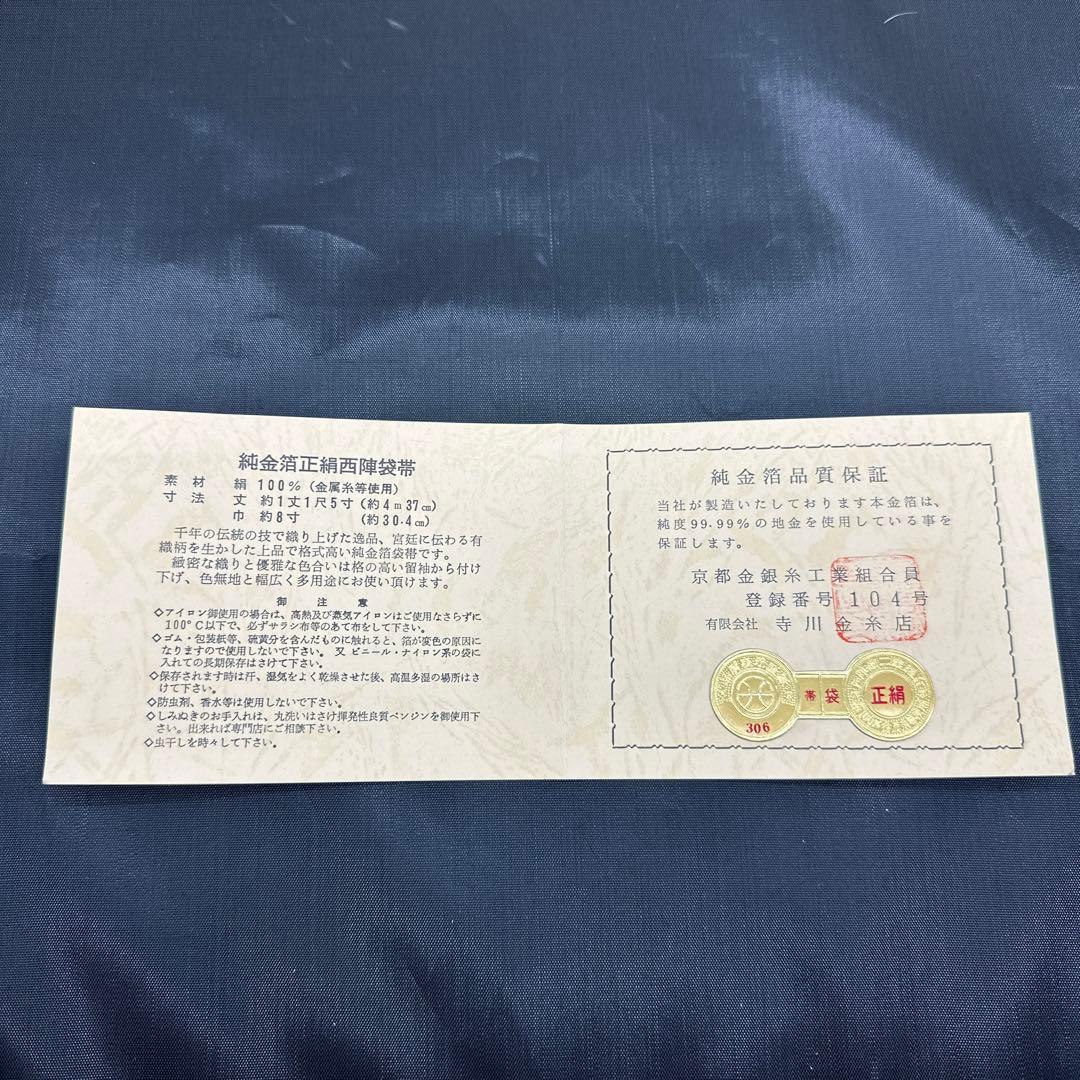 純金箔正絹西陣袋帯
素材 絹 100% (金属糸等使用)
寸法 丈 約1丈1尺5寸 (約4m37cm)
巾 約8寸 (約30.4cm)
千年の伝統の技で織り上げた逸品、宮廷に伝わる有
織柄を生かした上品で格式高い純金箔袋帯です。
緻密な織りと優雅な色合いは格の高い留袖から付け
下げ、色無地と幅広く多用途にお使い頂けます。
御注意
◇アイロン御使用の場合は、高熱及び蒸気アイロンはご使用なさらずに
100°C以下で、必ずサラシ布等のあて布をして下さい。
◇ゴム・包装紙等、硫黄分を含んだものに触れると、箔が変色の原因に
なりますので使用しないで下さい。 又 ビニール・ナイロン系の袋に
入れての長期保存はさけて下さい。
◇保存されます時は汗、湿気をよく乾燥させた後、高温多湿の場所はさ
けて下さい。
◇防虫剤、香水等は使用しないで下さい。
◇しみぬきのお手入れは、丸洗いはさけ揮発性良質ベンジンを御使用下
さい。出来れば専門店にご相談下さい。
◇虫干しを時々して下さい。
純金箔品質保証
当社が製造いたしております本金箔は、
純度99.99%の地金を使用している事を
保証します。
京都金銀糸工業組合員
登録番号 104号
有限会社 寺川金糸店
306
帯袋
正絹